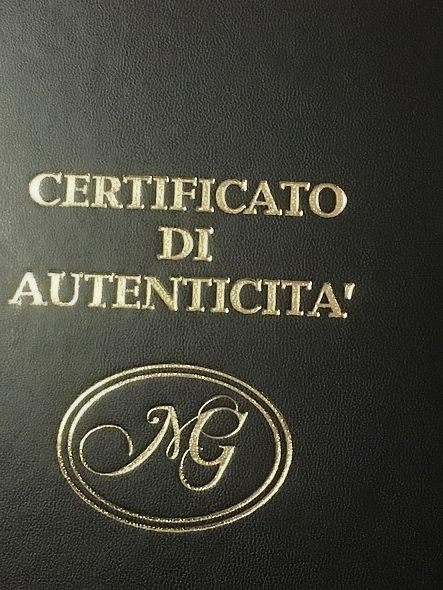 CERTIFICATO
DI
AUTENTICITA'
MG